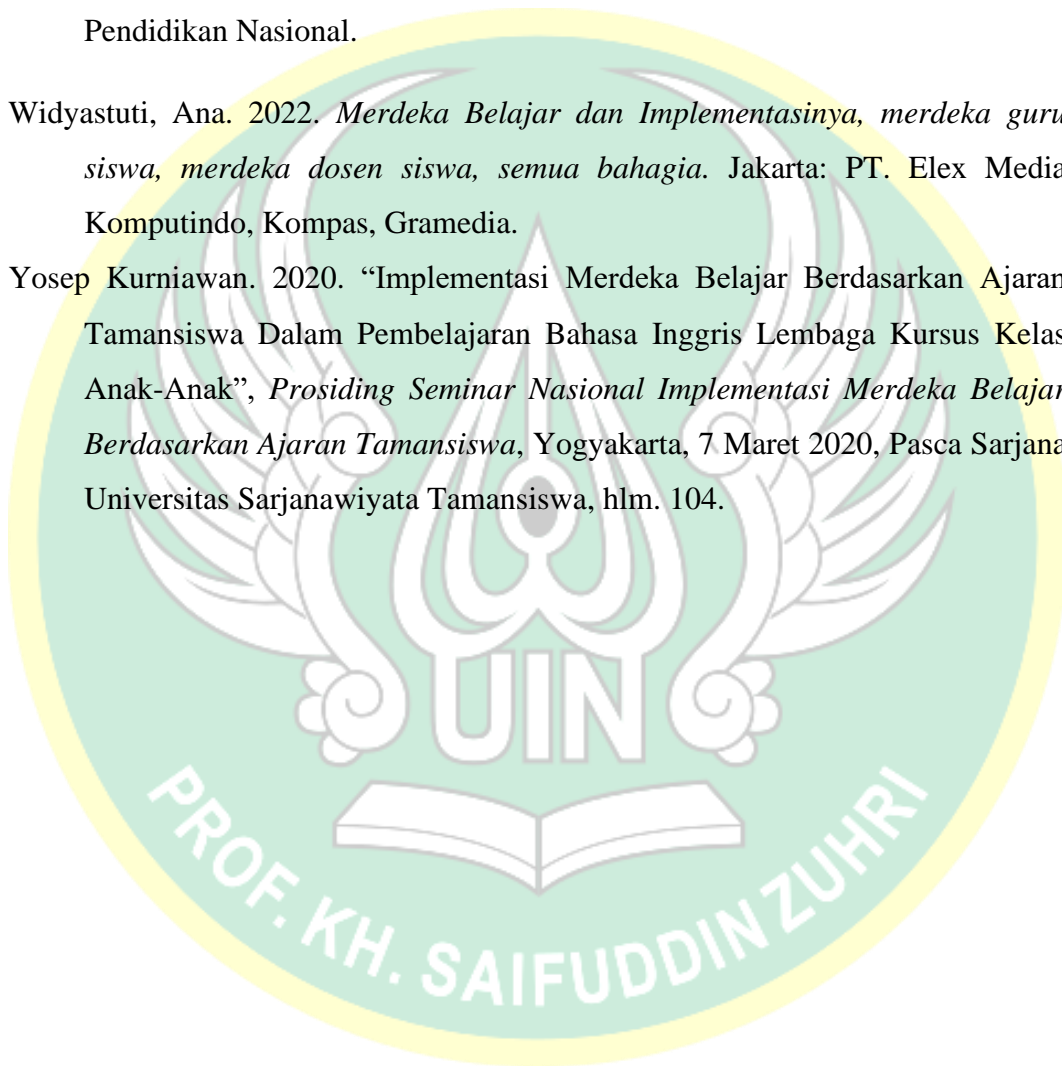 Pendidikan Nasional.
Widyastuti, Ana. 2022. Merdeka Belajar dan Implementasinya, merdeka guru
siswa, merdeka dosen siswa, semua bahagia. Jakarta: PT. Elex Media
Komputindo, Kompas, Gramedia.
Yosep Kurniawan. 2020. “Implementasi Merdeka Belajar Berdasarkan Ajaran
Tamansiswa Dalam Pembelajaran Bahasa Inggris Lembaga Kursus Kelas
Anak-Anak”, Prosiding Seminar Nasional Implementasi Merdeka Belajar
Berdasarkan Ajaran Tamansiswa, Yogyakarta, 7 Maret 2020, Pasca Sarjana
Universitas Sarjanawiyata Tamansiswa, hlm. 104.
UIN
PROF. KH. SAIFUDDIN ZUHRI